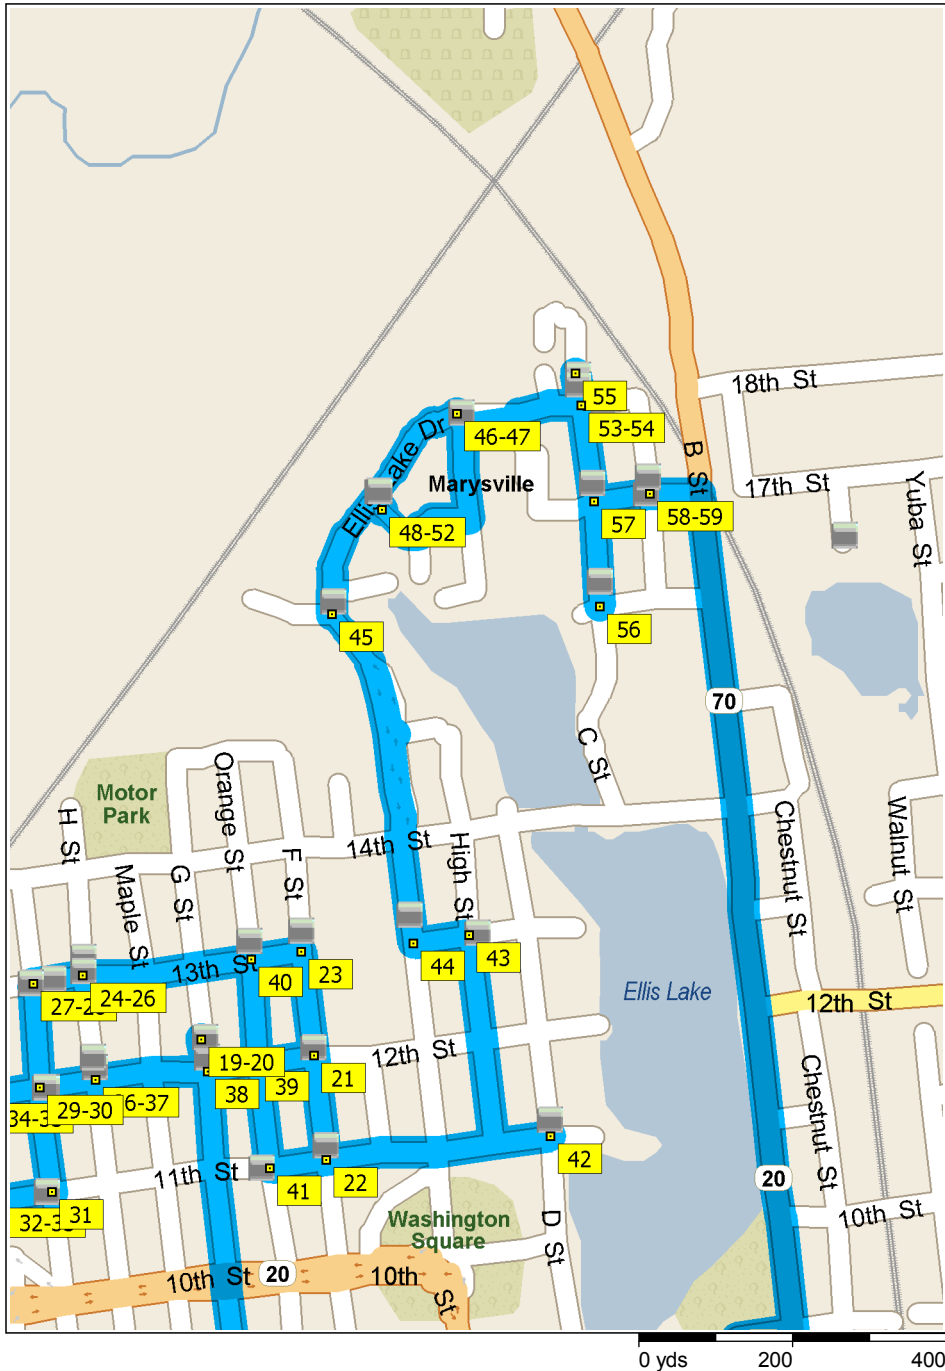 18th St
B St
17th St
Yuba St
55
53-54
46-47
Ellis Lake Dr
Marysville
48-52
57
58-59
45
56
70
C St
Motor
Park
Orange St
H St
Maple St
G St
F St
14th St
High St
Chestnut St
Walnut St
13th St
40
23
44
43
24-26
Ellis Lake
12th St
12th St
19-20
38
39
21
29-30
Chestnut St
42
11th St
41
22
31
20
10th St
D St
Washington
Square
10th St
20
10th
St
0 yds
200
400